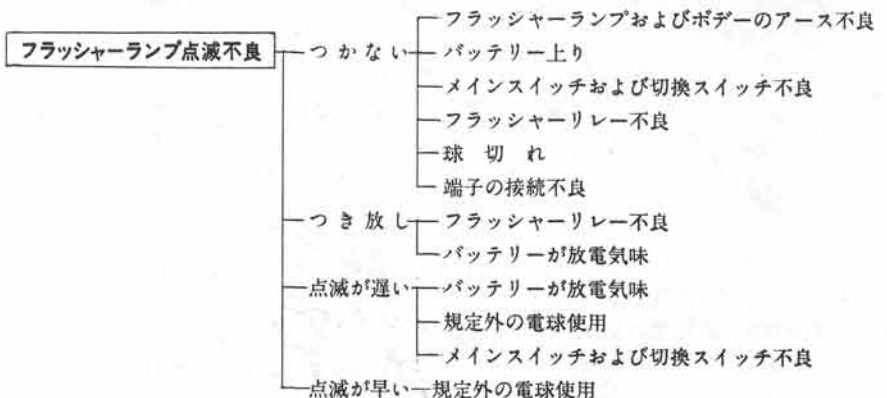 フラッシャーランプおよびボデーのアース不良
フラッシャーランプ点滅不良 つかない バッテリー上り
メインスイッチおよび切換スイッチ不良
フラッシャーリレー不良
球切れ
端子の接続不良
つき放し フラッシャーリレー不良
バッテリーが放電気味
点滅が遅い バッテリーが放電気味
規定外の電球使用
メインスイッチおよび切換スイッチ不良
点滅が早い 規定外の電球使用